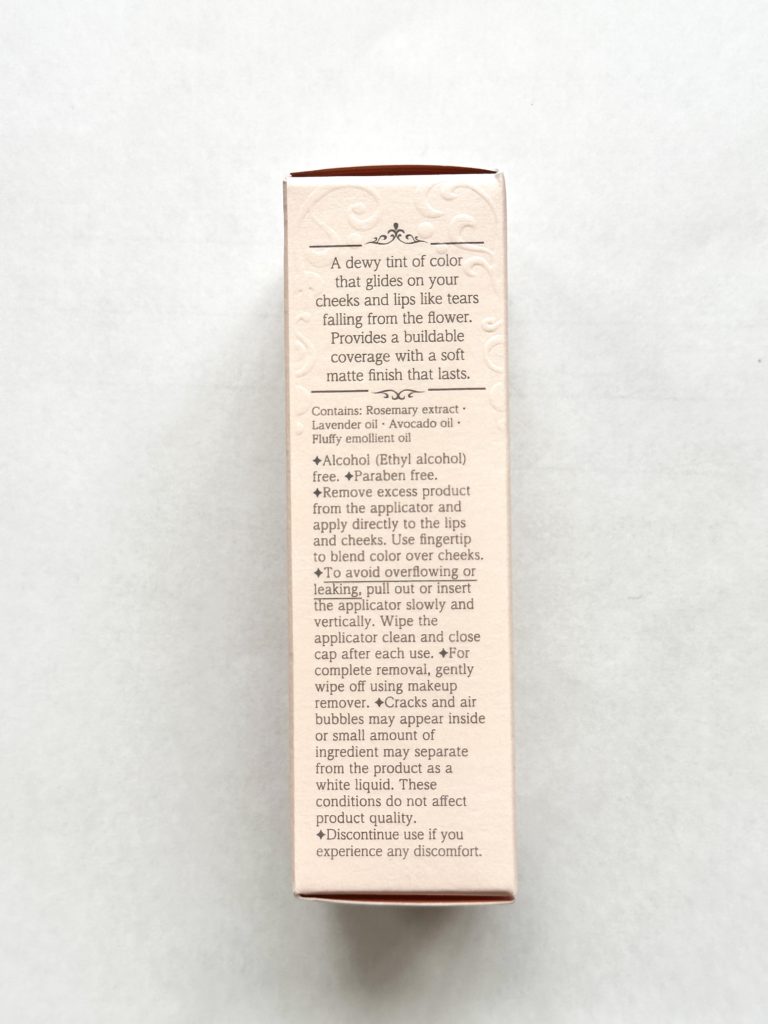 A dewy tint of color
that glides on your
cheeks and lips like tears
falling from the flower.
Provides a buildable
coverage with a soft
matte finish that lasts.
Contains: Rosemary extract・
Lavender oil・Avocado oil・
Fluffy emollient oil
✦Alcohol (Ethyl alcohol)
free. ✦Paraben free.
✦Remove excess product
from the applicator and
apply directly to the lips
and cheeks. Use fingertip
to blend color over cheeks.
✦To avoid overflowing or
leaking, pull out or insert
the applicator slowly and
vertically. Wipe the
applicator clean and close
cap after each use. ✦For
complete removal, gently
wipe off using makeup
remover. ✦Cracks and air
bubbles may appear inside
or small amount of
ingredient may separate
from the product as a
white liquid. These
conditions do not affect
product quality.
✦Discontinue use if you
experience any discomfort.